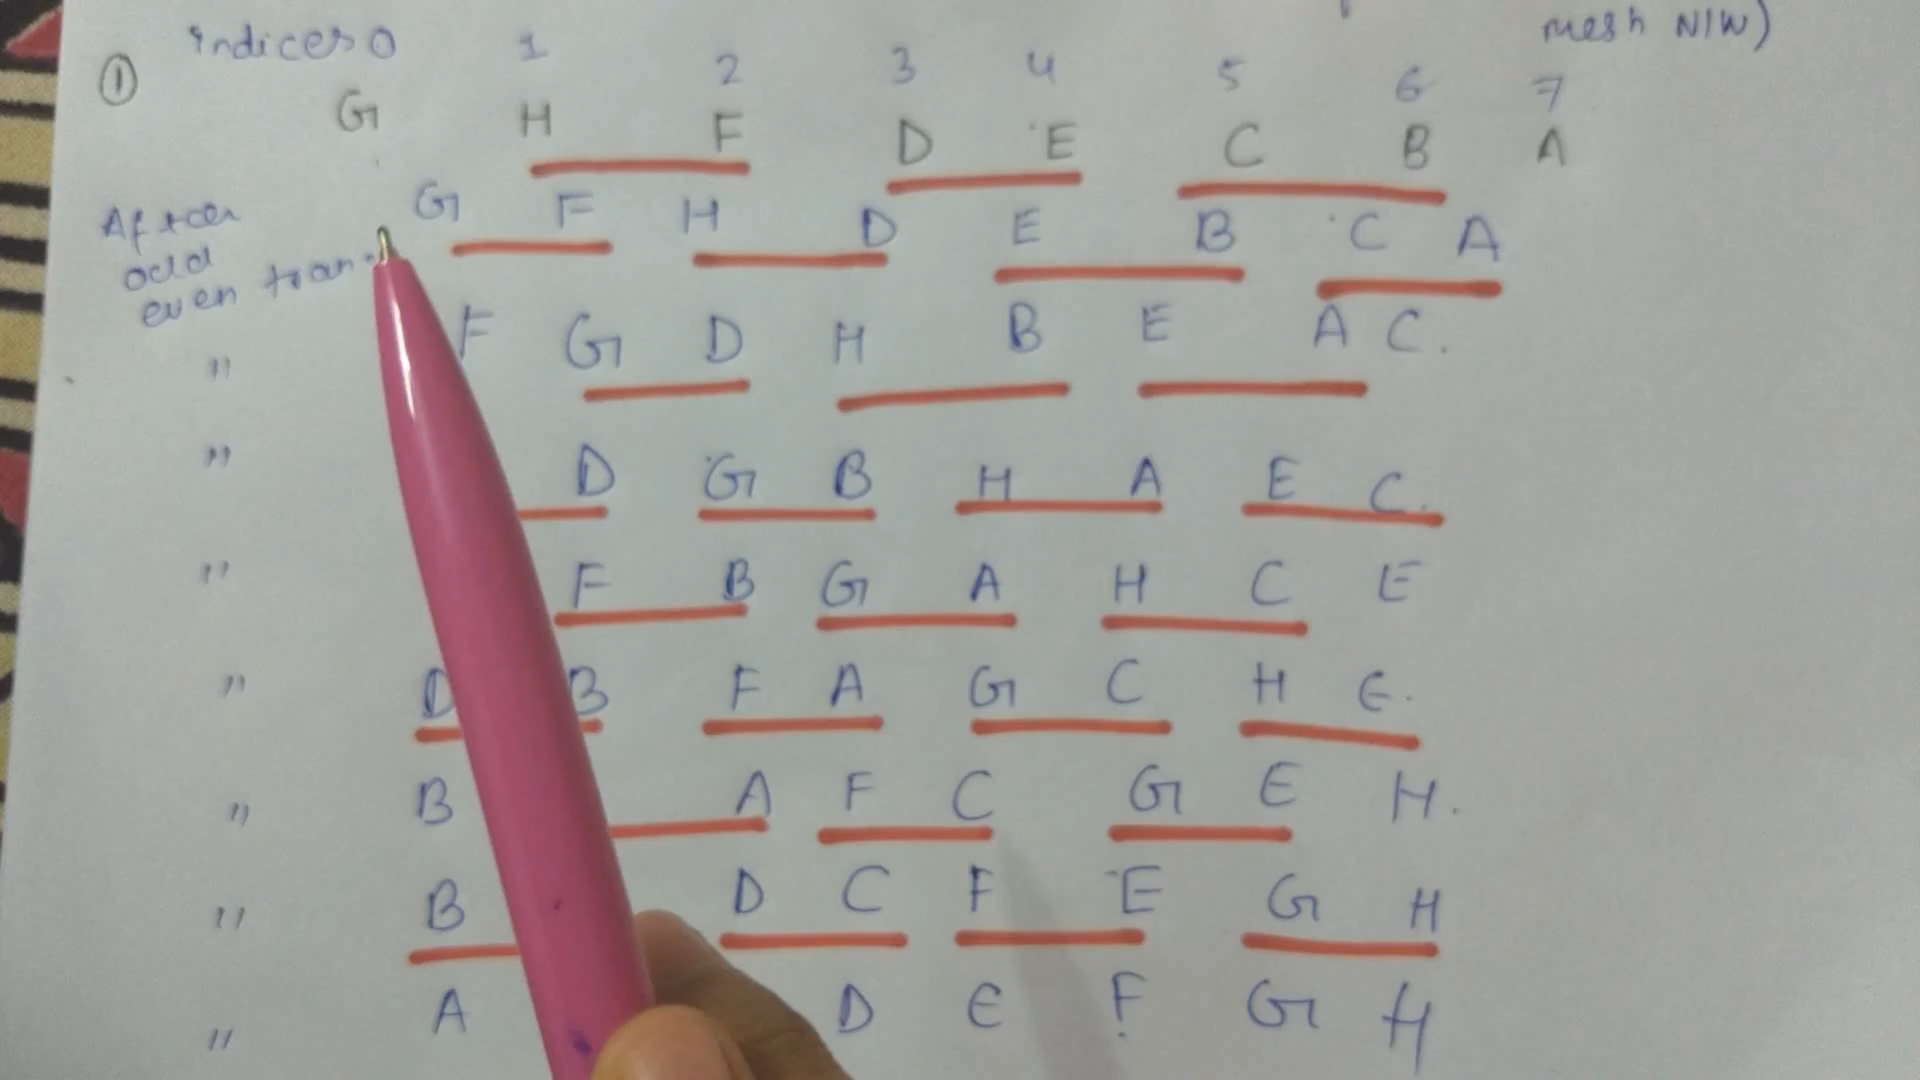 mesh N/W)
① indices 0 1 2 3 4 5 6 7
G H F D E C B A
After odd even tran. G F H D E B C A
" F G D H B E A C.
" D G B H A E C.
" F B G A H C E
" D B F A G C H E.
" B A F C G E H.
" B D C F E G H
" A D E F G H